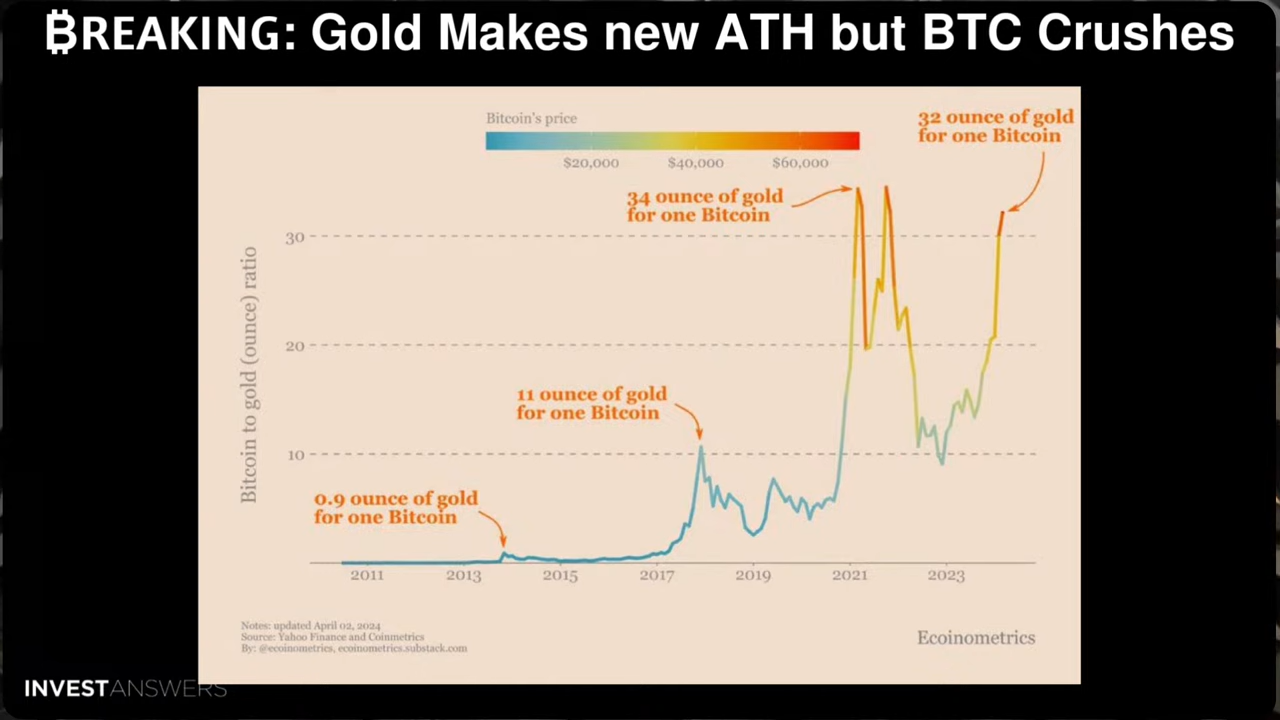 ₿REAKING: Gold Makes new ATH but BTC Crushes
Bitcoin's price
$20,000
$40,000
$60,000
32 ounce of gold
for one Bitcoin
34 ounce of gold
for one Bitcoin
30
Bitcoin to gold (ounce) ratio
20
11 ounce of gold
for one Bitcoin
10
0.9 ounce of gold
for one Bitcoin
2011
2013
2015
2017
2019
2021
2023
Notes: updated April 02, 2024
Source: Yahoo Finance and Coinmetrics
By: @ecoinometrics, ecoinometrics.substack.com
Ecoinometrics
INVESTANSWERS